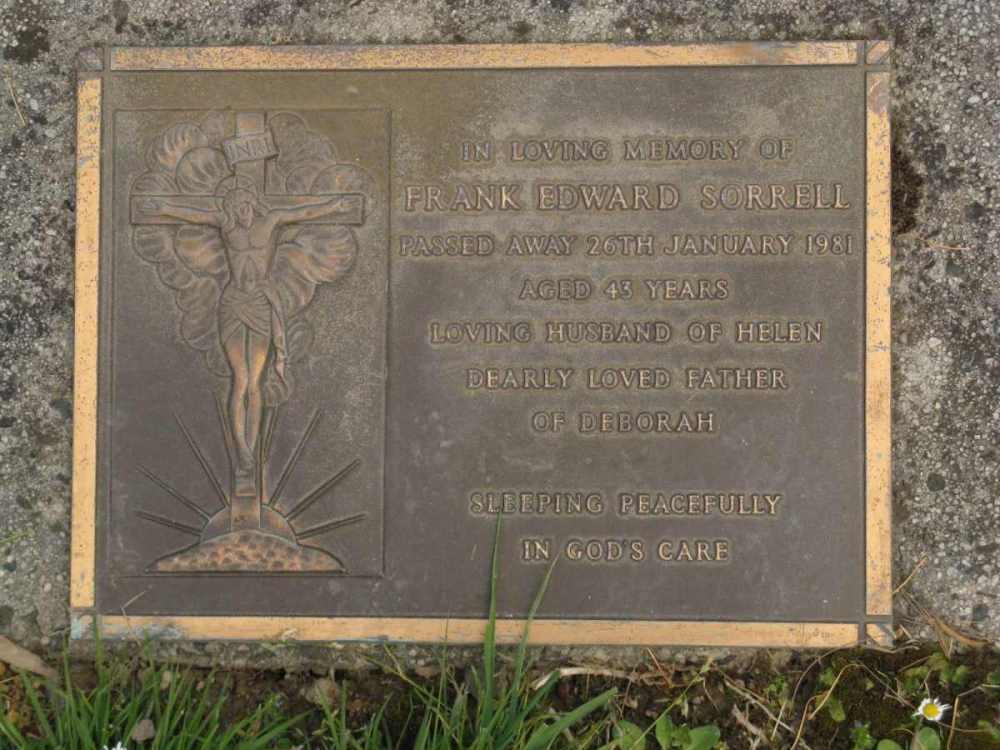 INRI
IN LOVING MEMORY OF
FRANK EDWARD SORRELL
PASSED AWAY 26TH JANUARY 1981
AGED 43 YEARS
LOVING HUSBAND OF HELEN
DEARLY LOVED FATHER
OF DEBORAH
SLEEPING PEACEFULLY
IN GOD'S CARE